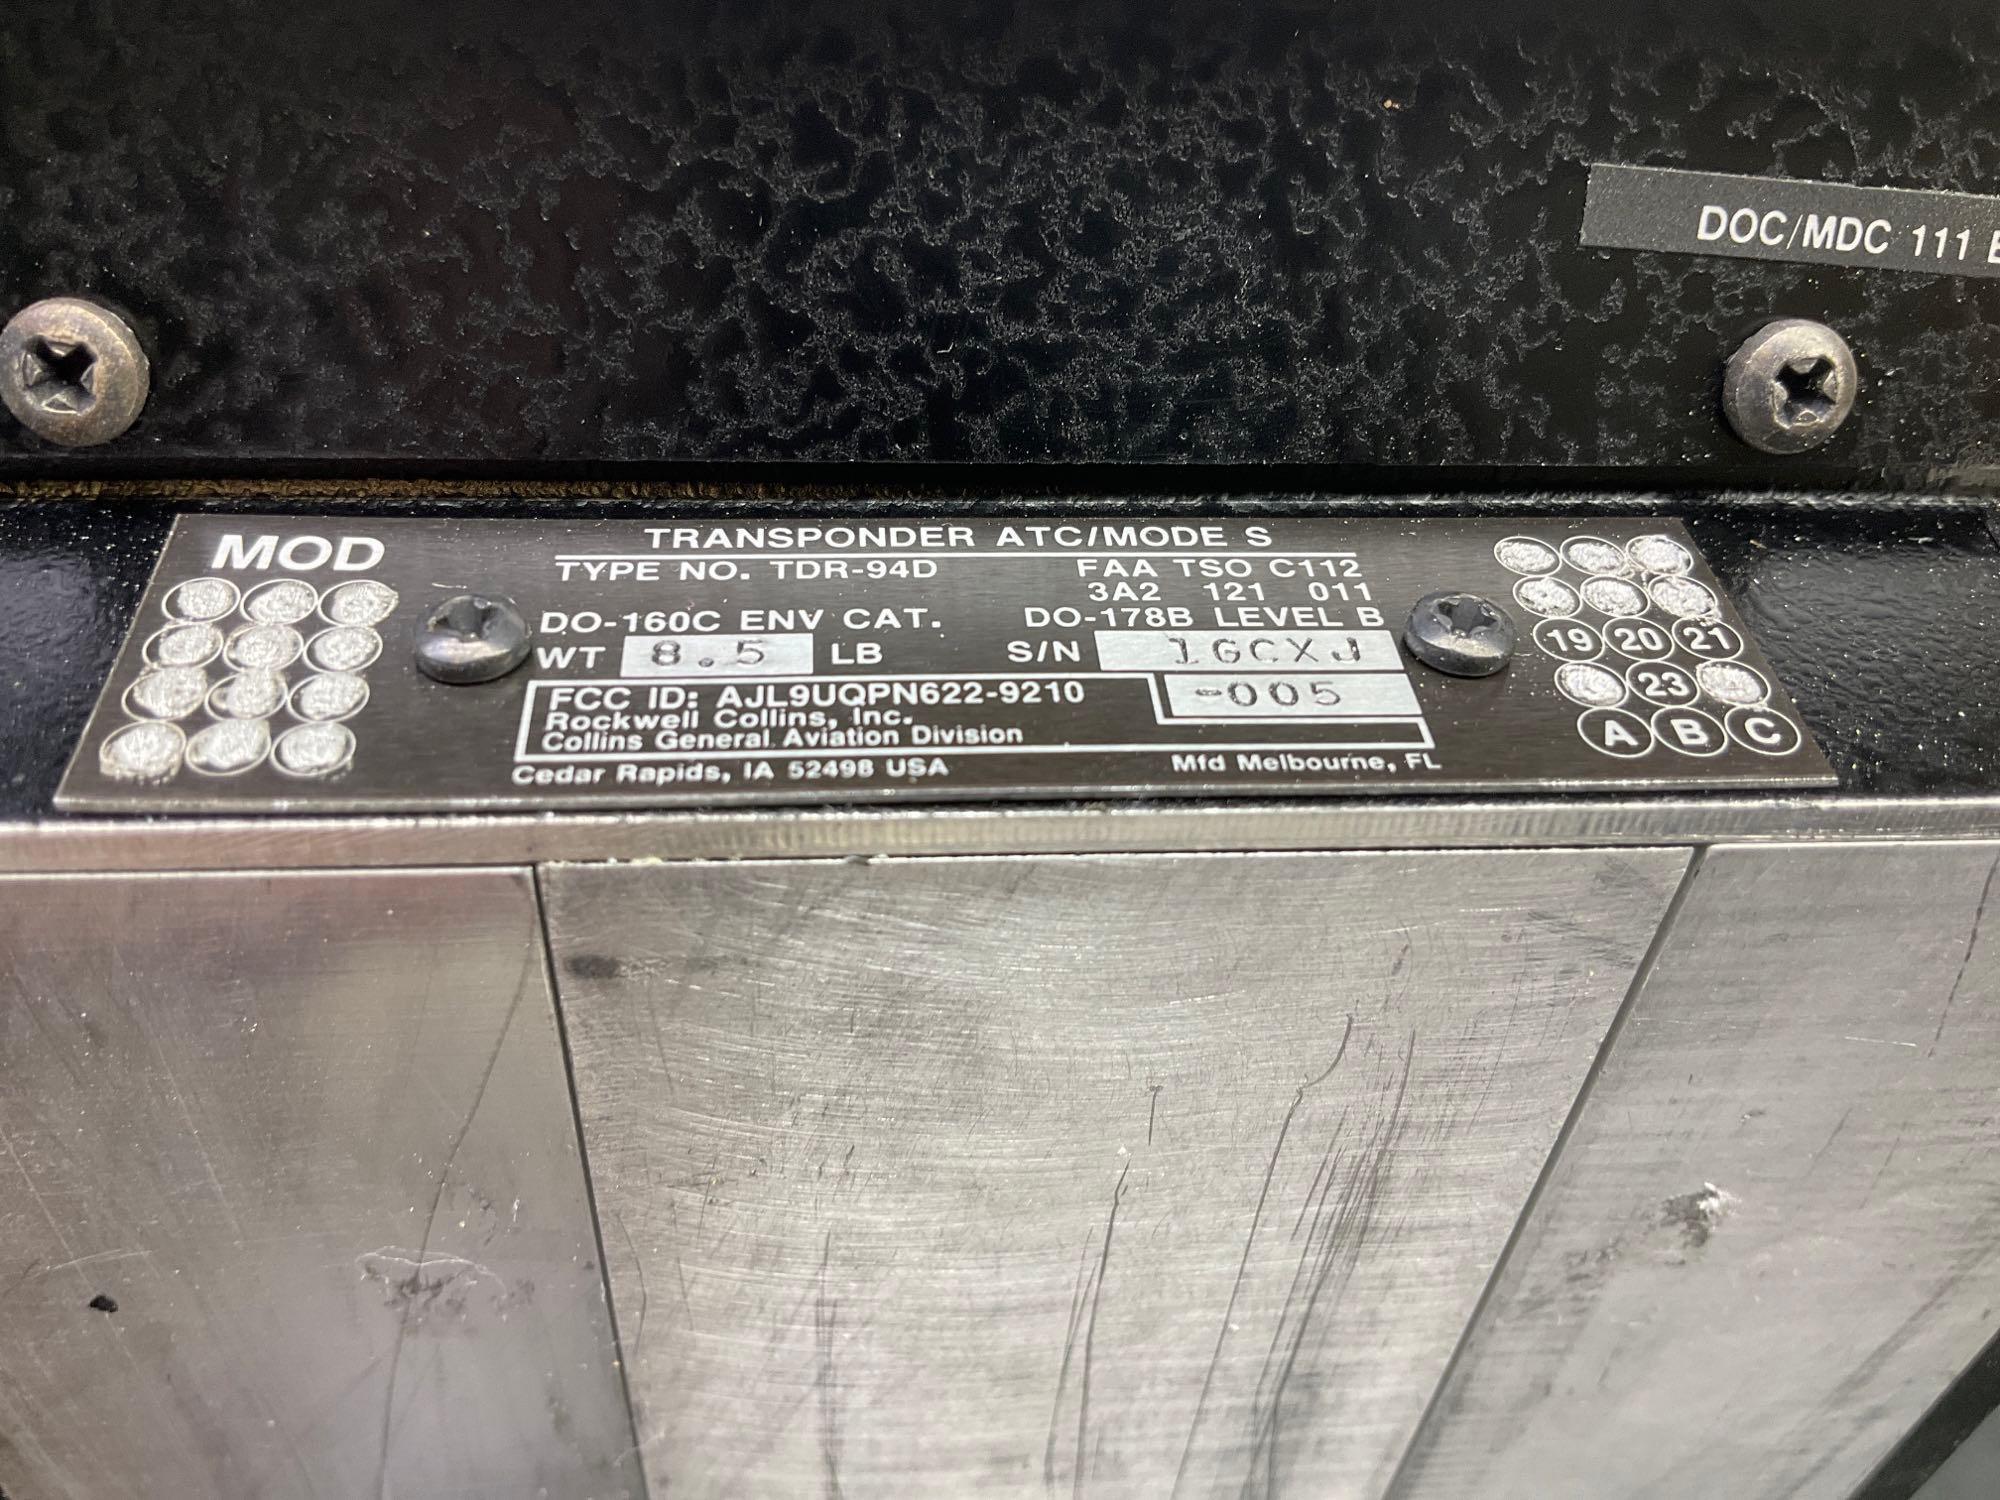 DOC/MDC 111
MOD
TRANSPONDER ATC/MODE S
TYPE NO. TDR-94D FAA TSO C112
3A2 121 011
DO-160C ENV CAT. DO-178B LEVEL B
WT 8.5 LB S/N 1GCXJ
FCC ID: AJL9UQPN622-9210 -005
Rockwell Collins, Inc.
Collins General Aviation Division
Cedar Rapids, IA 52498 USA Mfd Melbourne, FL
19 20 21
23
A B C